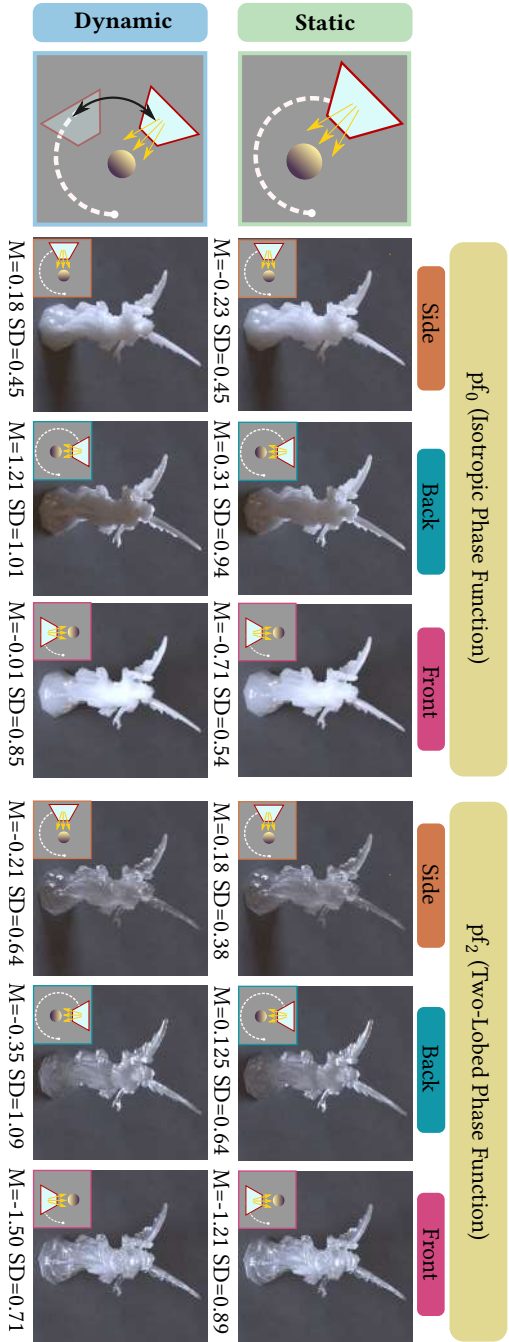 pf₀ (Isotropic Phase Function)
pf₂ (Two-Lobed Phase Function)
Side
Back
Front
Side
Back
Front
Static
M=-0.23 SD=0.45
M=0.31 SD=0.94
M=-0.71 SD=0.54
M=0.18 SD=0.38
M=0.125 SD=0.64
M=-1.21 SD=0.89
Dynamic
M=0.18 SD=0.45
M=1.21 SD=1.01
M=-0.01 SD=0.85
M=-0.21 SD=0.64
M=-0.35 SD=1.09
M=-1.50 SD=0.71